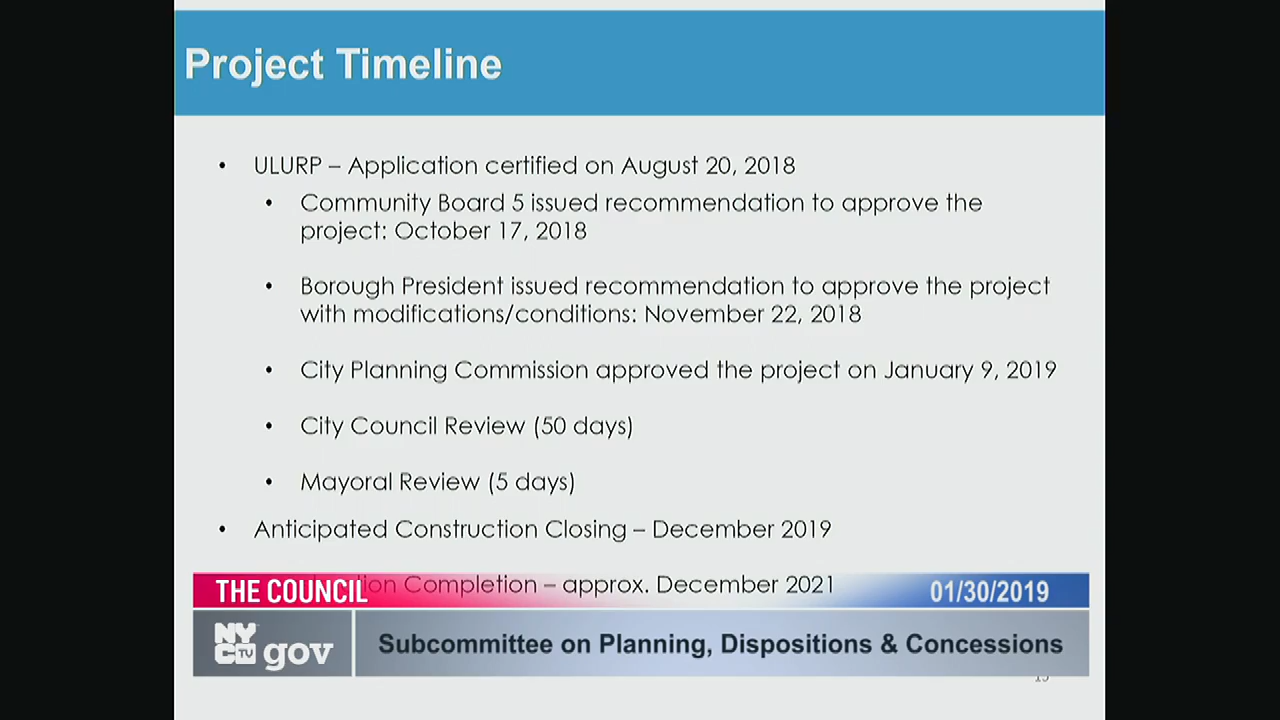 Project Timeline
• ULURP – Application certified on August 20, 2018
• Community Board 5 issued recommendation to approve the
project: October 17, 2018
• Borough President issued recommendation to approve the project
with modifications/conditions: November 22, 2018
• City Planning Commission approved the project on January 9, 2019
• City Council Review (50 days)
• Mayoral Review (5 days)
• Anticipated Construction Closing – December 2019
Completion – approx. December 2021
THE COUNCIL
01/30/2019
NYC TV gov
Subcommittee on Planning, Dispositions & Concessions